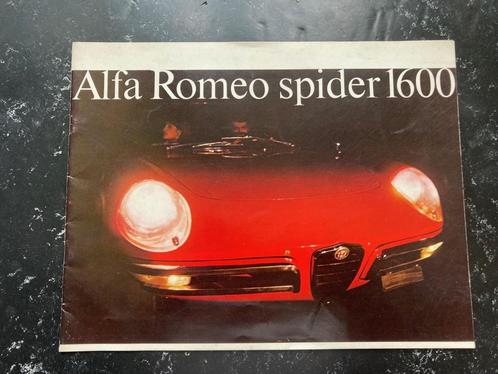 Alfa Romeo spider 1600